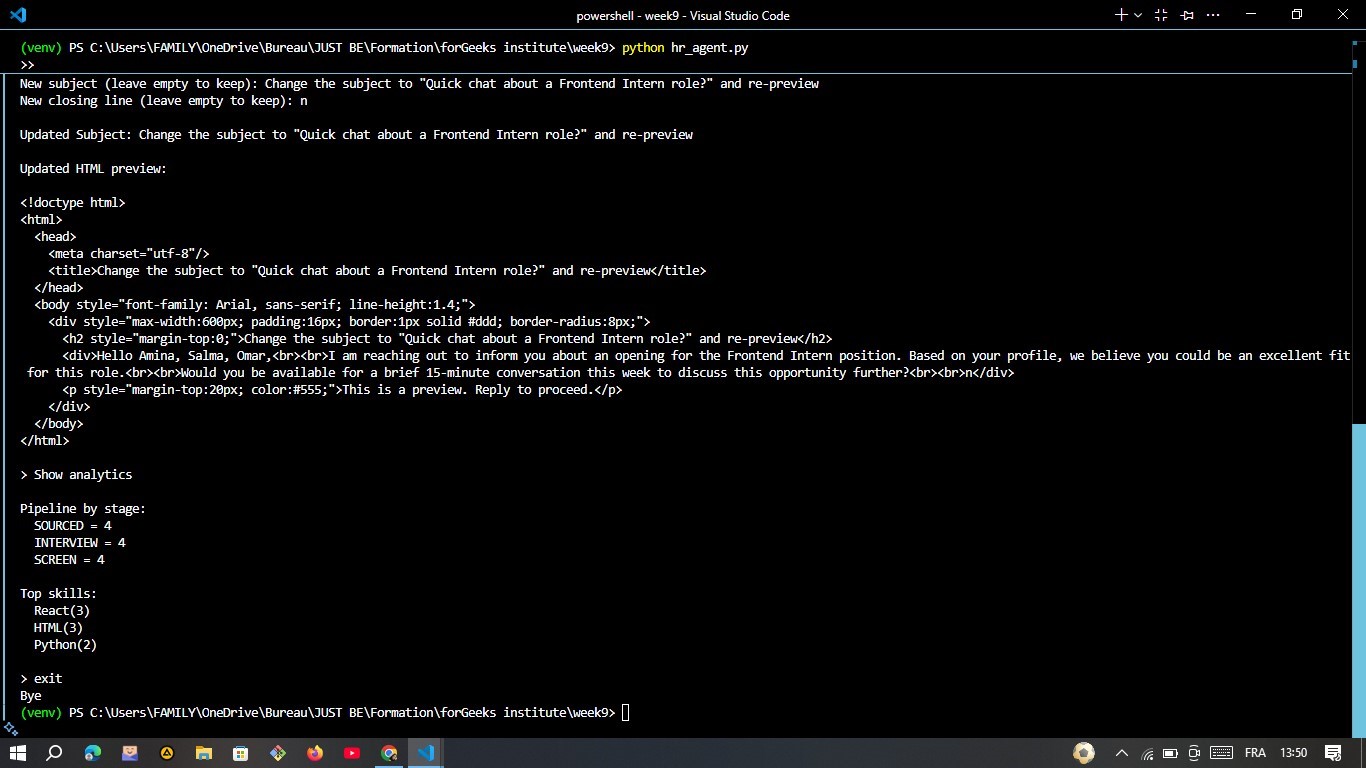 powershell - week9 - Visual Studio Code
(venv) PS C:\Users\FAMILY\OneDrive\Bureau\JUST BE\Formation\forGeeks institute\week9> python hr_agent.py
>>
New subject (leave empty to keep): Change the subject to "Quick chat about a Frontend Intern role?" and re-preview
New closing line (leave empty to keep): n
Updated Subject: Change the subject to "Quick chat about a Frontend Intern role?" and re-preview
Updated HTML preview:
<!doctype html>
<html>
  <head>
    <meta charset="utf-8"/>
    <title>Change the subject to "Quick chat about a Frontend Intern role?" and re-preview</title>
  </head>
  <body style="font-family: Arial, sans-serif; line-height:1.4;">
    <div style="max-width:600px; padding:16px; border:1px solid #ddd; border-radius:8px;">
      <h2 style="margin-top:0;">Change the subject to "Quick chat about a Frontend Intern role?" and re-preview</h2>
      <div>Hello Amina, Salma, Omar,<br><br>I am reaching out to inform you about an opening for the Frontend Intern position. Based on your profile, we believe you could be an excellent fit
 for this role.<br><br>Would you be available for a brief 15-minute conversation this week to discuss this opportunity further?<br><br>n</div>
      <p style="margin-top:20px; color:#555;">This is a preview. Reply to proceed.</p>
    </div>
  </body>
</html>
> Show analytics
Pipeline by stage:
  SOURCED = 4
  INTERVIEW = 4
  SCREEN = 4
Top skills:
  React(3)
  HTML(3)
  Python(2)
> exit
Bye
(venv) PS C:\Users\FAMILY\OneDrive\Bureau\JUST BE\Formation\forGeeks institute\week9>
FRA 13:50